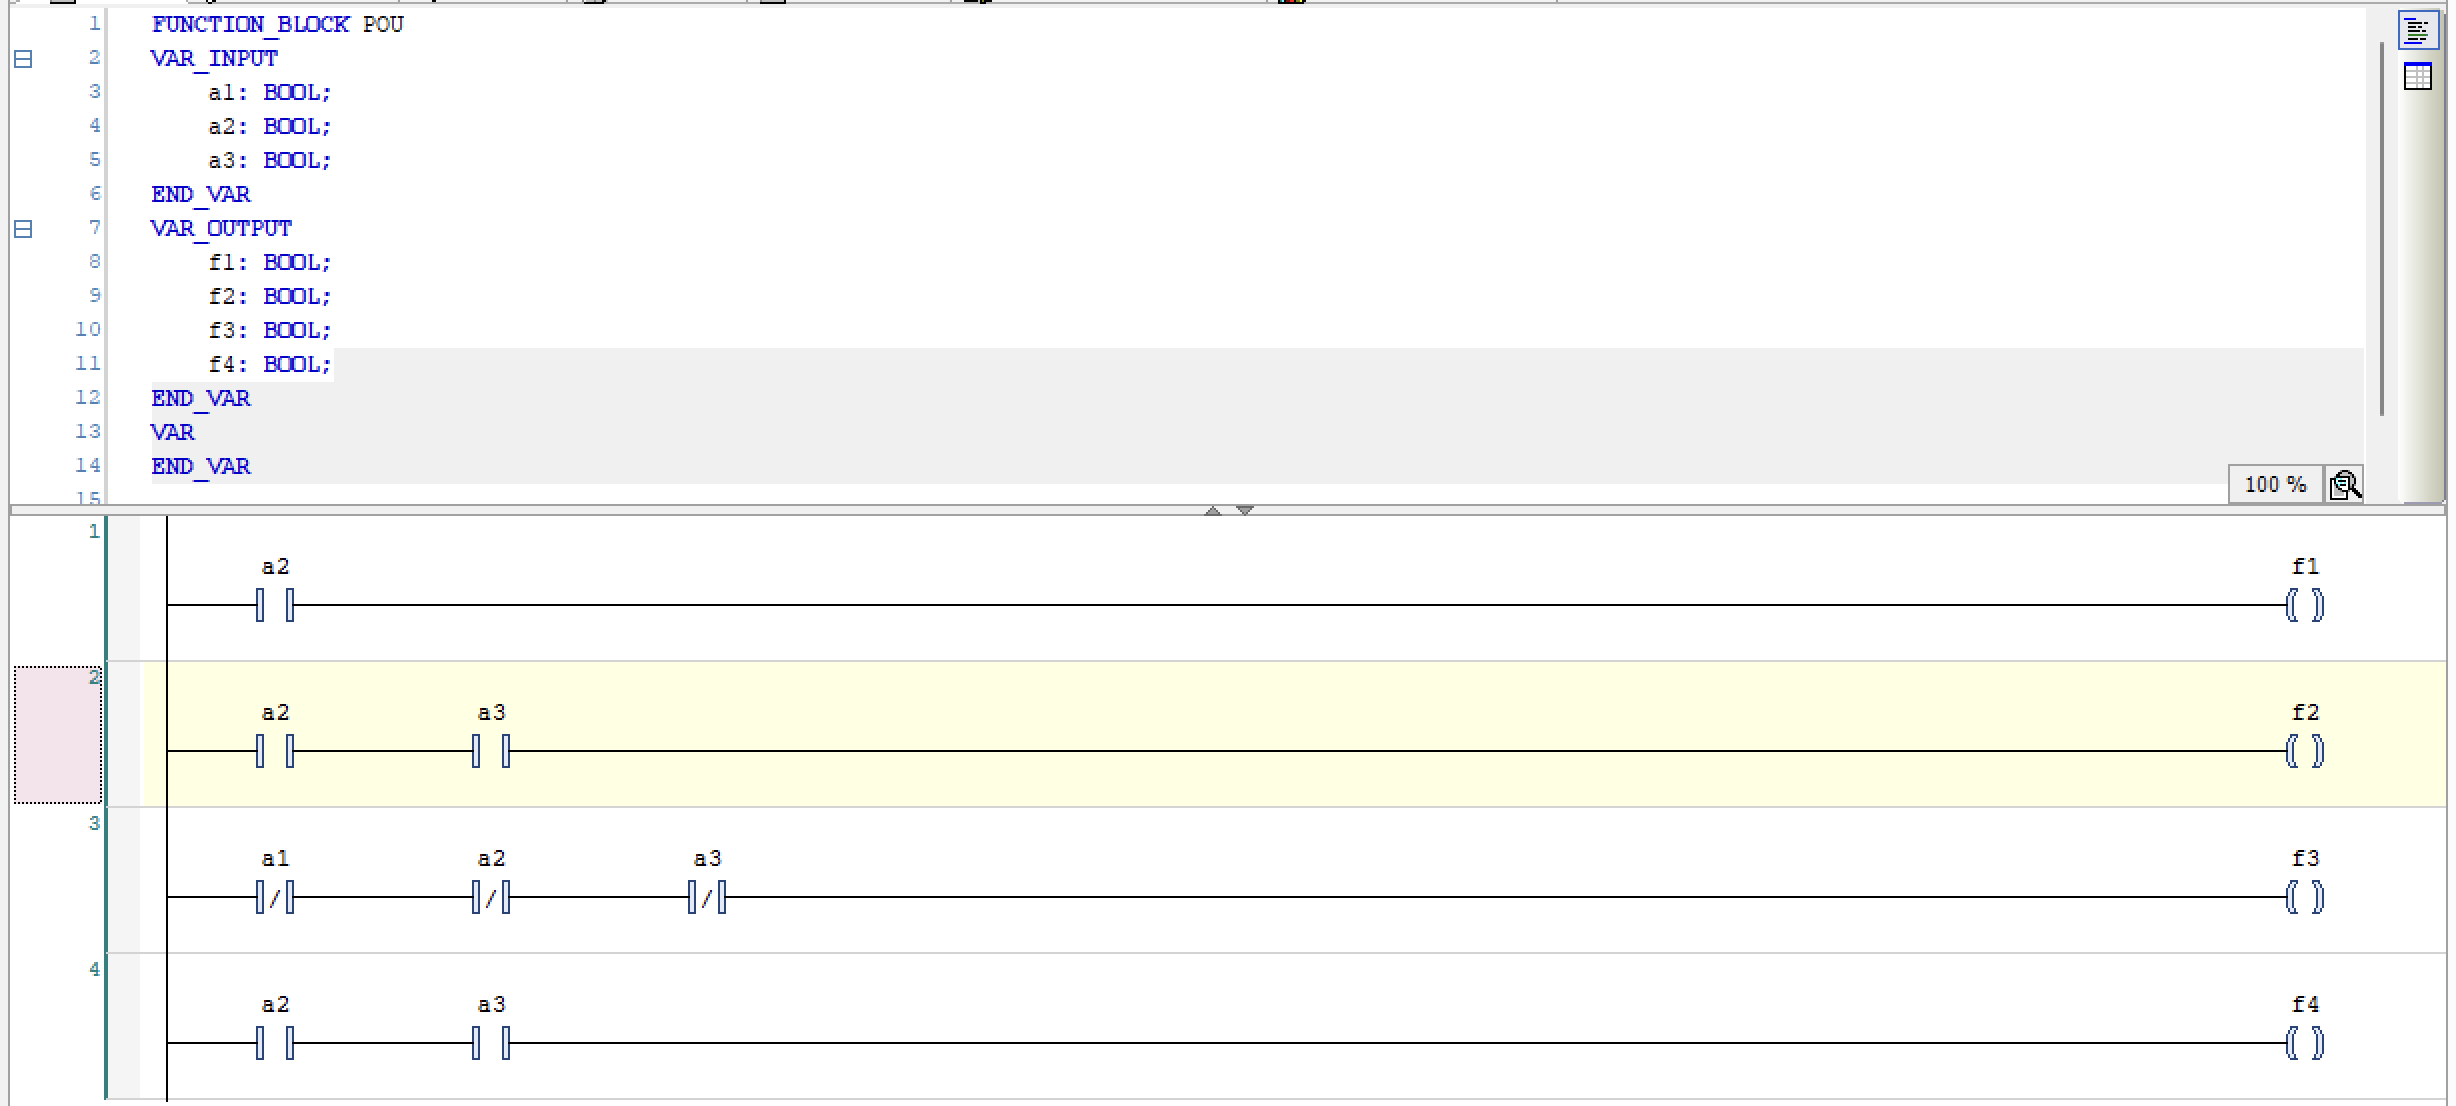 1 FUNCTION_BLOCK POU
2 VAR_INPUT
3 a1: BOOL;
4 a2: BOOL;
5 a3: BOOL;
6 END_VAR
7 VAR_OUTPUT
8 f1: BOOL;
9 f2: BOOL;
10 f3: BOOL;
11 f4: BOOL;
12 END_VAR
13 VAR
14 END_VAR
100 %
15
1
a2 f1
2
a2 a3 f2
3
a1 a2 a3 f3
/ / /
4
a2 a3 f4